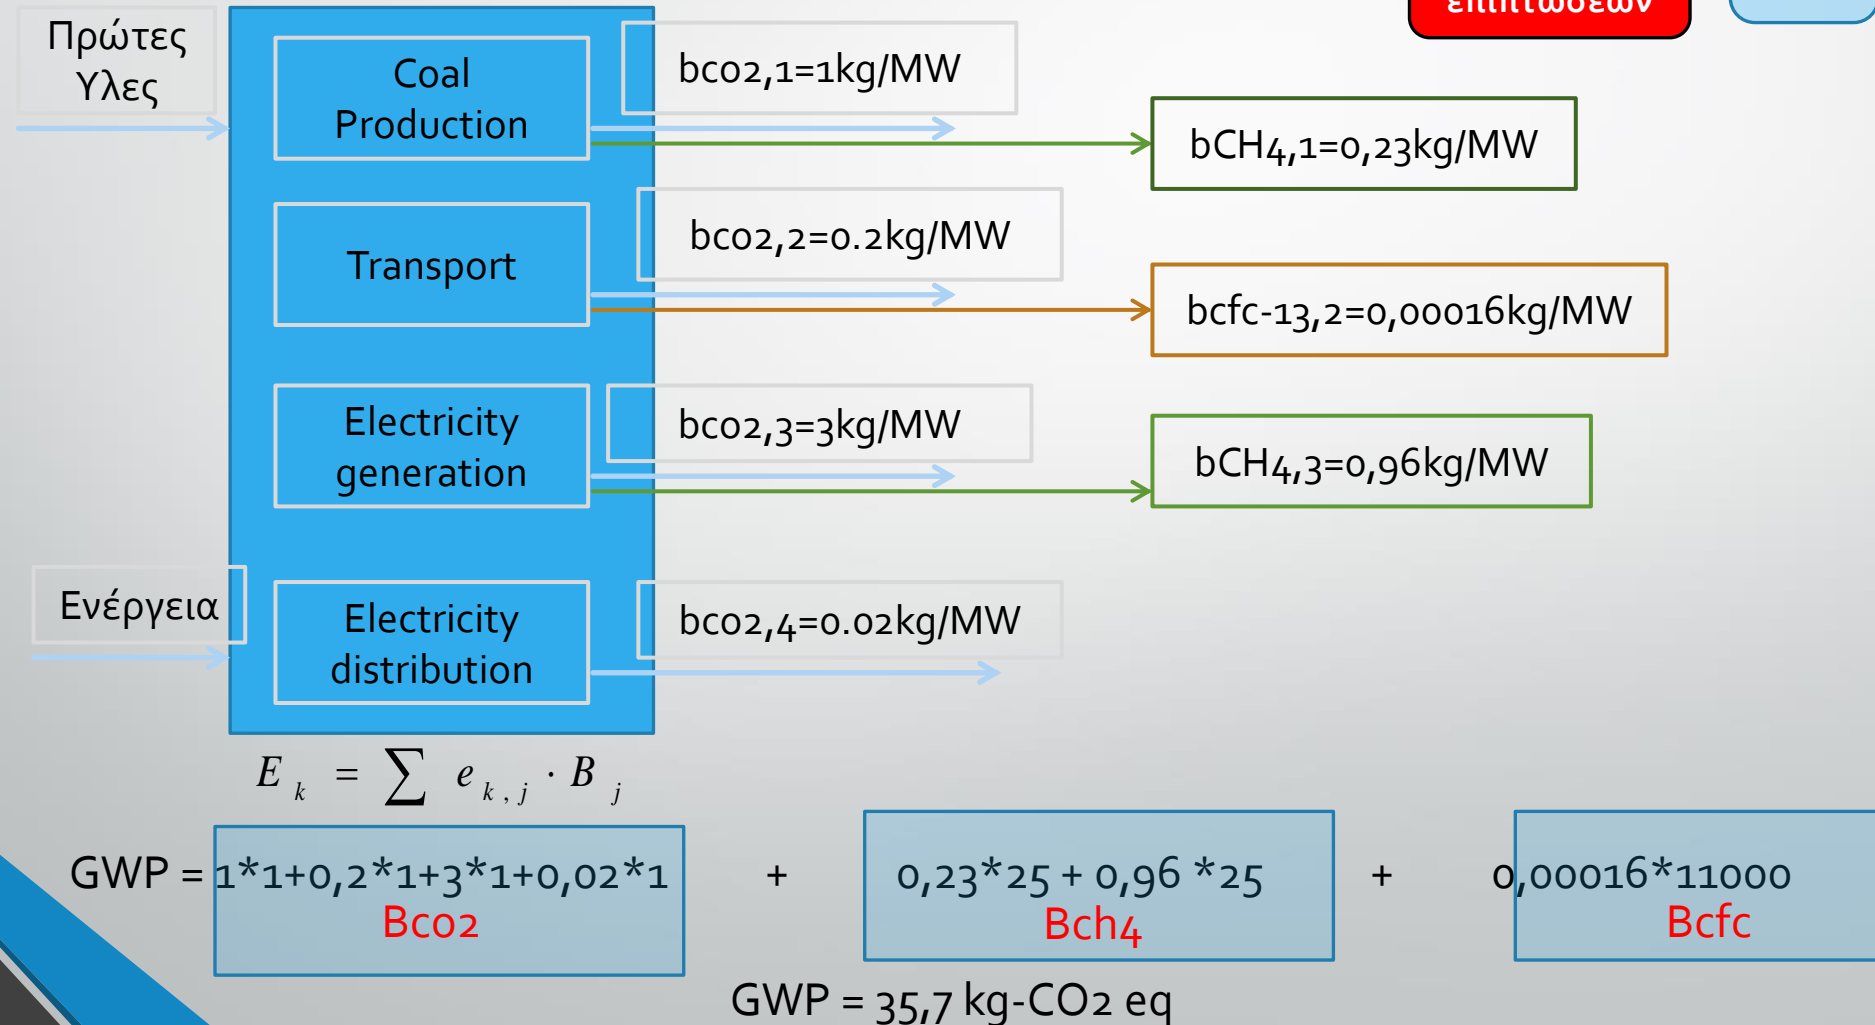 επιπτώσεων
Πρώτες
Υλες
Coal
Production
bco2,1=1kg/MW
bCH4,1=0,23kg/MW
Transport
bco2,2=0.2kg/MW
bcfc-13,2=0,00016kg/MW
Electricity
generation
bco2,3=3kg/MW
bCH4,3=0,96kg/MW
Ενέργεια
Electricity
distribution
bco2,4=0.02kg/MW
E k = ∑ e k , j · B j
GWP = 1*1+0,2*1+3*1+0,02*1 + 0,23*25 + 0,96 *25 + 0,00016*11000
Bco2 Bch4 Bcfc
GWP = 35,7 kg-CO2 eq